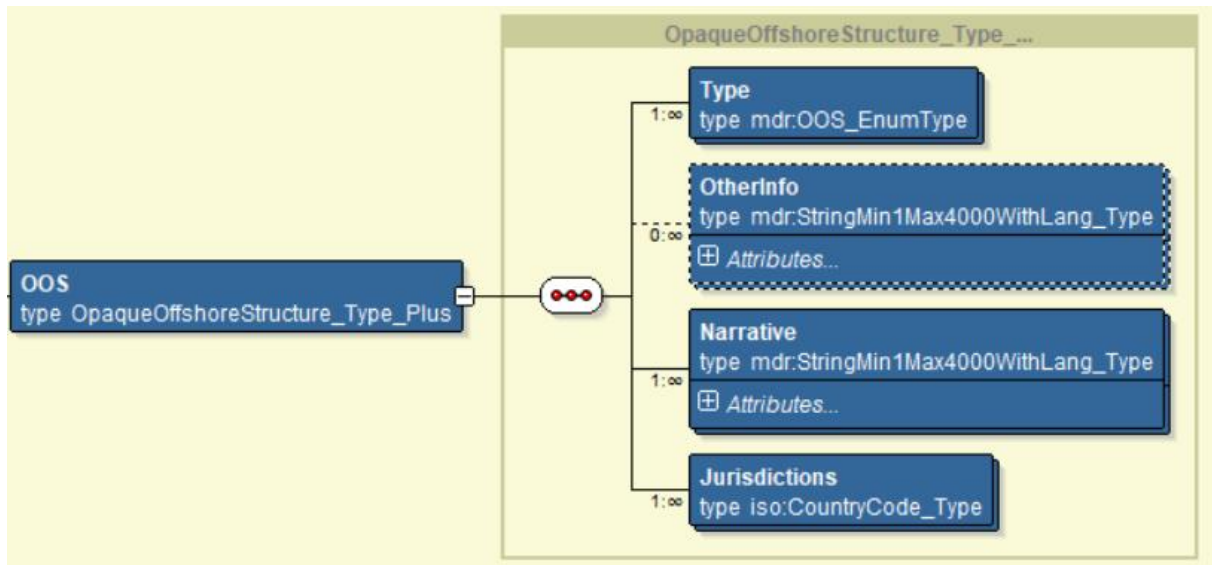 OpaqueOffshoreStructure_Type_...
Type
1:∞
type mdr:OOS_EnumType
OtherInfo
type mdr:StringMin1Max4000WithLang_Type
0:∞
Attributes...
OOS
type OpaqueOffshoreStructure_Type_Plus
Narrative
type mdr:StringMin1Max4000WithLang_Type
1:∞
Attributes...
Jurisdictions
1:∞
type iso:CountryCode_Type